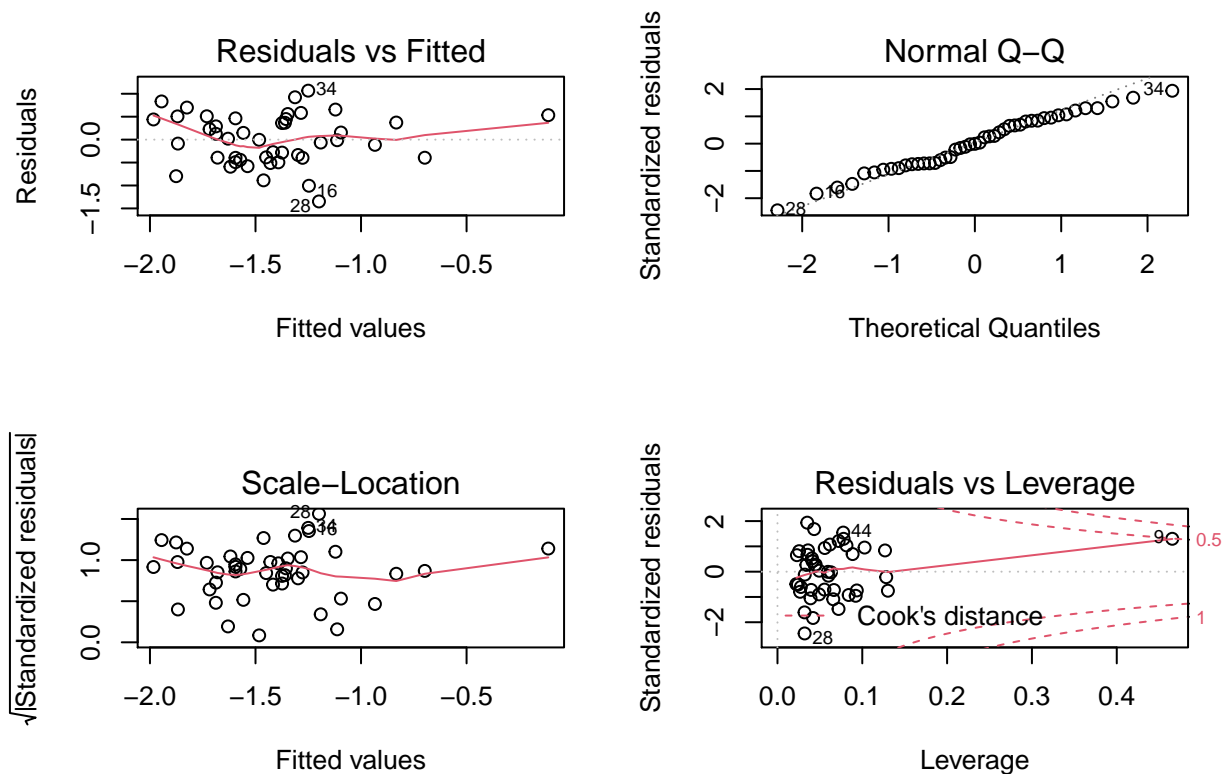 Residuals vs Fitted
Residuals
0.0
−1.5
34
16
28
−2.0 −1.5 −1.0 −0.5
Fitted values
Normal Q−Q
Standardized residuals
2
0
−2
34
16
28
−2 −1 0 1 2
Theoretical Quantiles
Scale−Location
√|Standardized residuals|
1.0
0.0
28
34
16
−2.0 −1.5 −1.0 −0.5
Fitted values
Residuals vs Leverage
Standardized residuals
2
0
−2
44
9
0.5
Cook's distance
1
28
0.0 0.1 0.2 0.3 0.4
Leverage